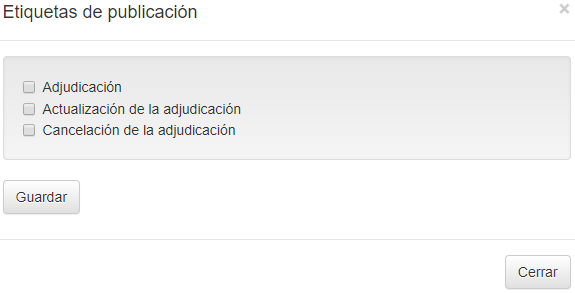 Etiquetas de publicación
×
Adjudicación
Actualización de la adjudicación
Cancelación de la adjudicación
Guardar
Cerrar